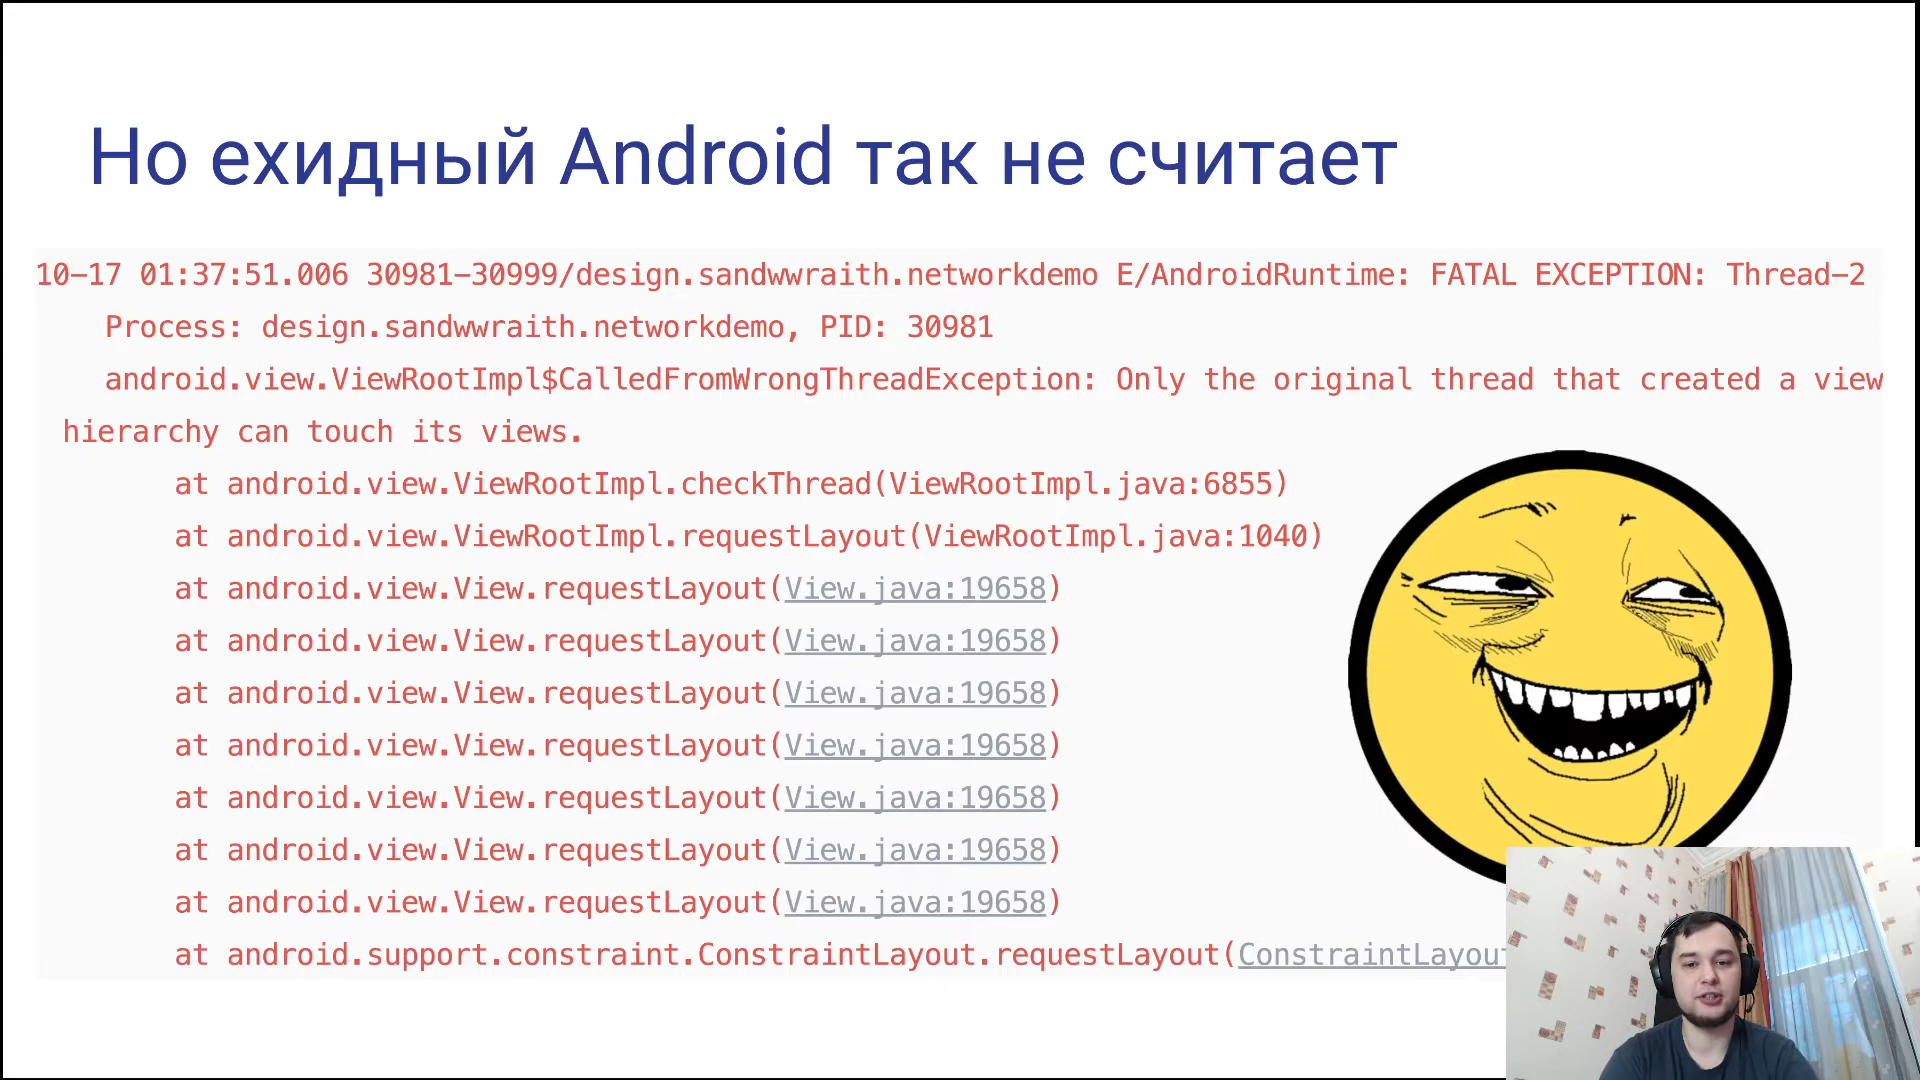 Но ехидный Android так не считает
10-17 01:37:51.006 30981-30999/design.sandwwraith.networkdemo E/AndroidRuntime: FATAL EXCEPTION: Thread-2
Process: design.sandwwraith.networkdemo, PID: 30981
android.view.ViewRootImpl$CalledFromWrongThreadException: Only the original thread that created a view
hierarchy can touch its views.
at android.view.ViewRootImpl.checkThread(ViewRootImpl.java:6855)
at android.view.ViewRootImpl.requestLayout(ViewRootImpl.java:1040)
at android.view.View.requestLayout(View.java:19658)
at android.view.View.requestLayout(View.java:19658)
at android.view.View.requestLayout(View.java:19658)
at android.view.View.requestLayout(View.java:19658)
at android.view.View.requestLayout(View.java:19658)
at android.view.View.requestLayout(View.java:19658)
at android.view.View.requestLayout(View.java:19658)
at android.support.constraint.ConstraintLayout.requestLayout(ConstraintLayout